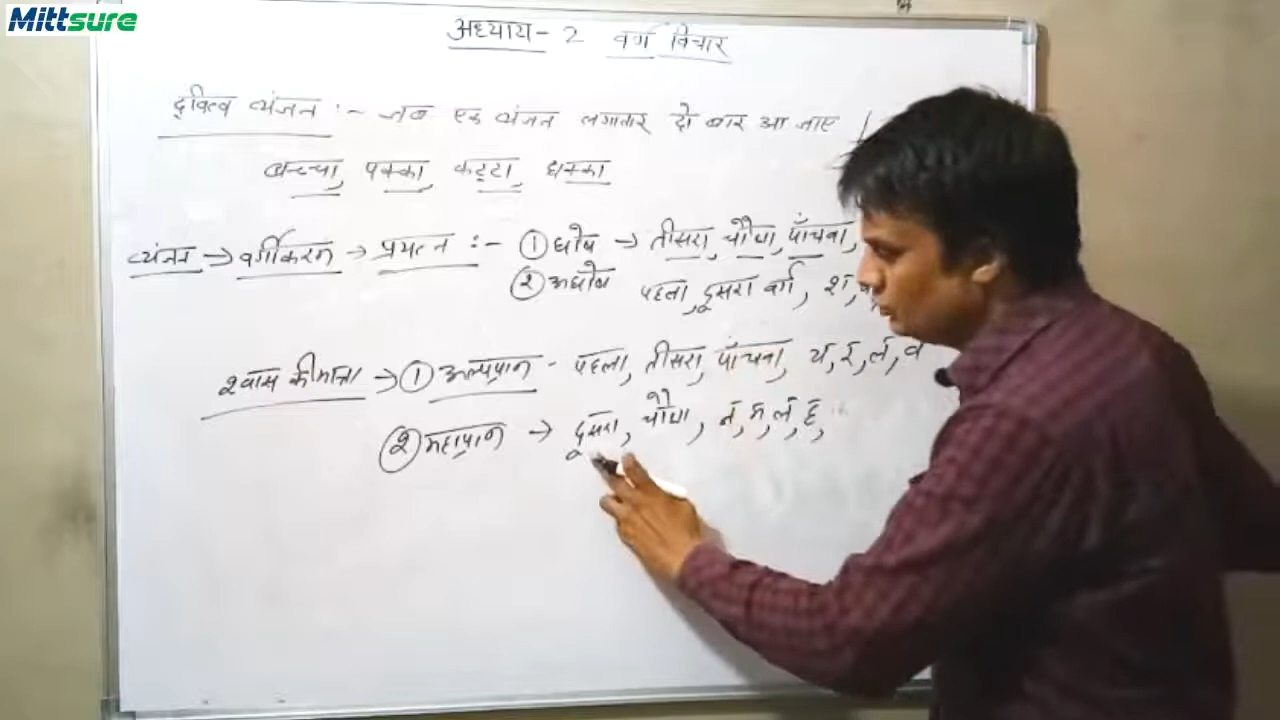 Mittsure
अध्याय- 2 वर्ण विचार
द्वित्व व्यंजन :- जब एक व्यंजन लगातार दो बार आ जाए /
बच्चा, पक्का, कट्टा, धक्का
व्यंजन → वर्गीकरन → प्रयत्न :- ① घोष → तीसरा, चौथा, पाँचवा,
② अघोष पहला, दूसरा वर्ग, श,
श्वास की मात्रा → ① अल्पप्रान - पहला, तीसरा, पाँचवा, य, र, ल, व
② महाप्रान → दूसरा, चौथा, न, म, ल, ह,